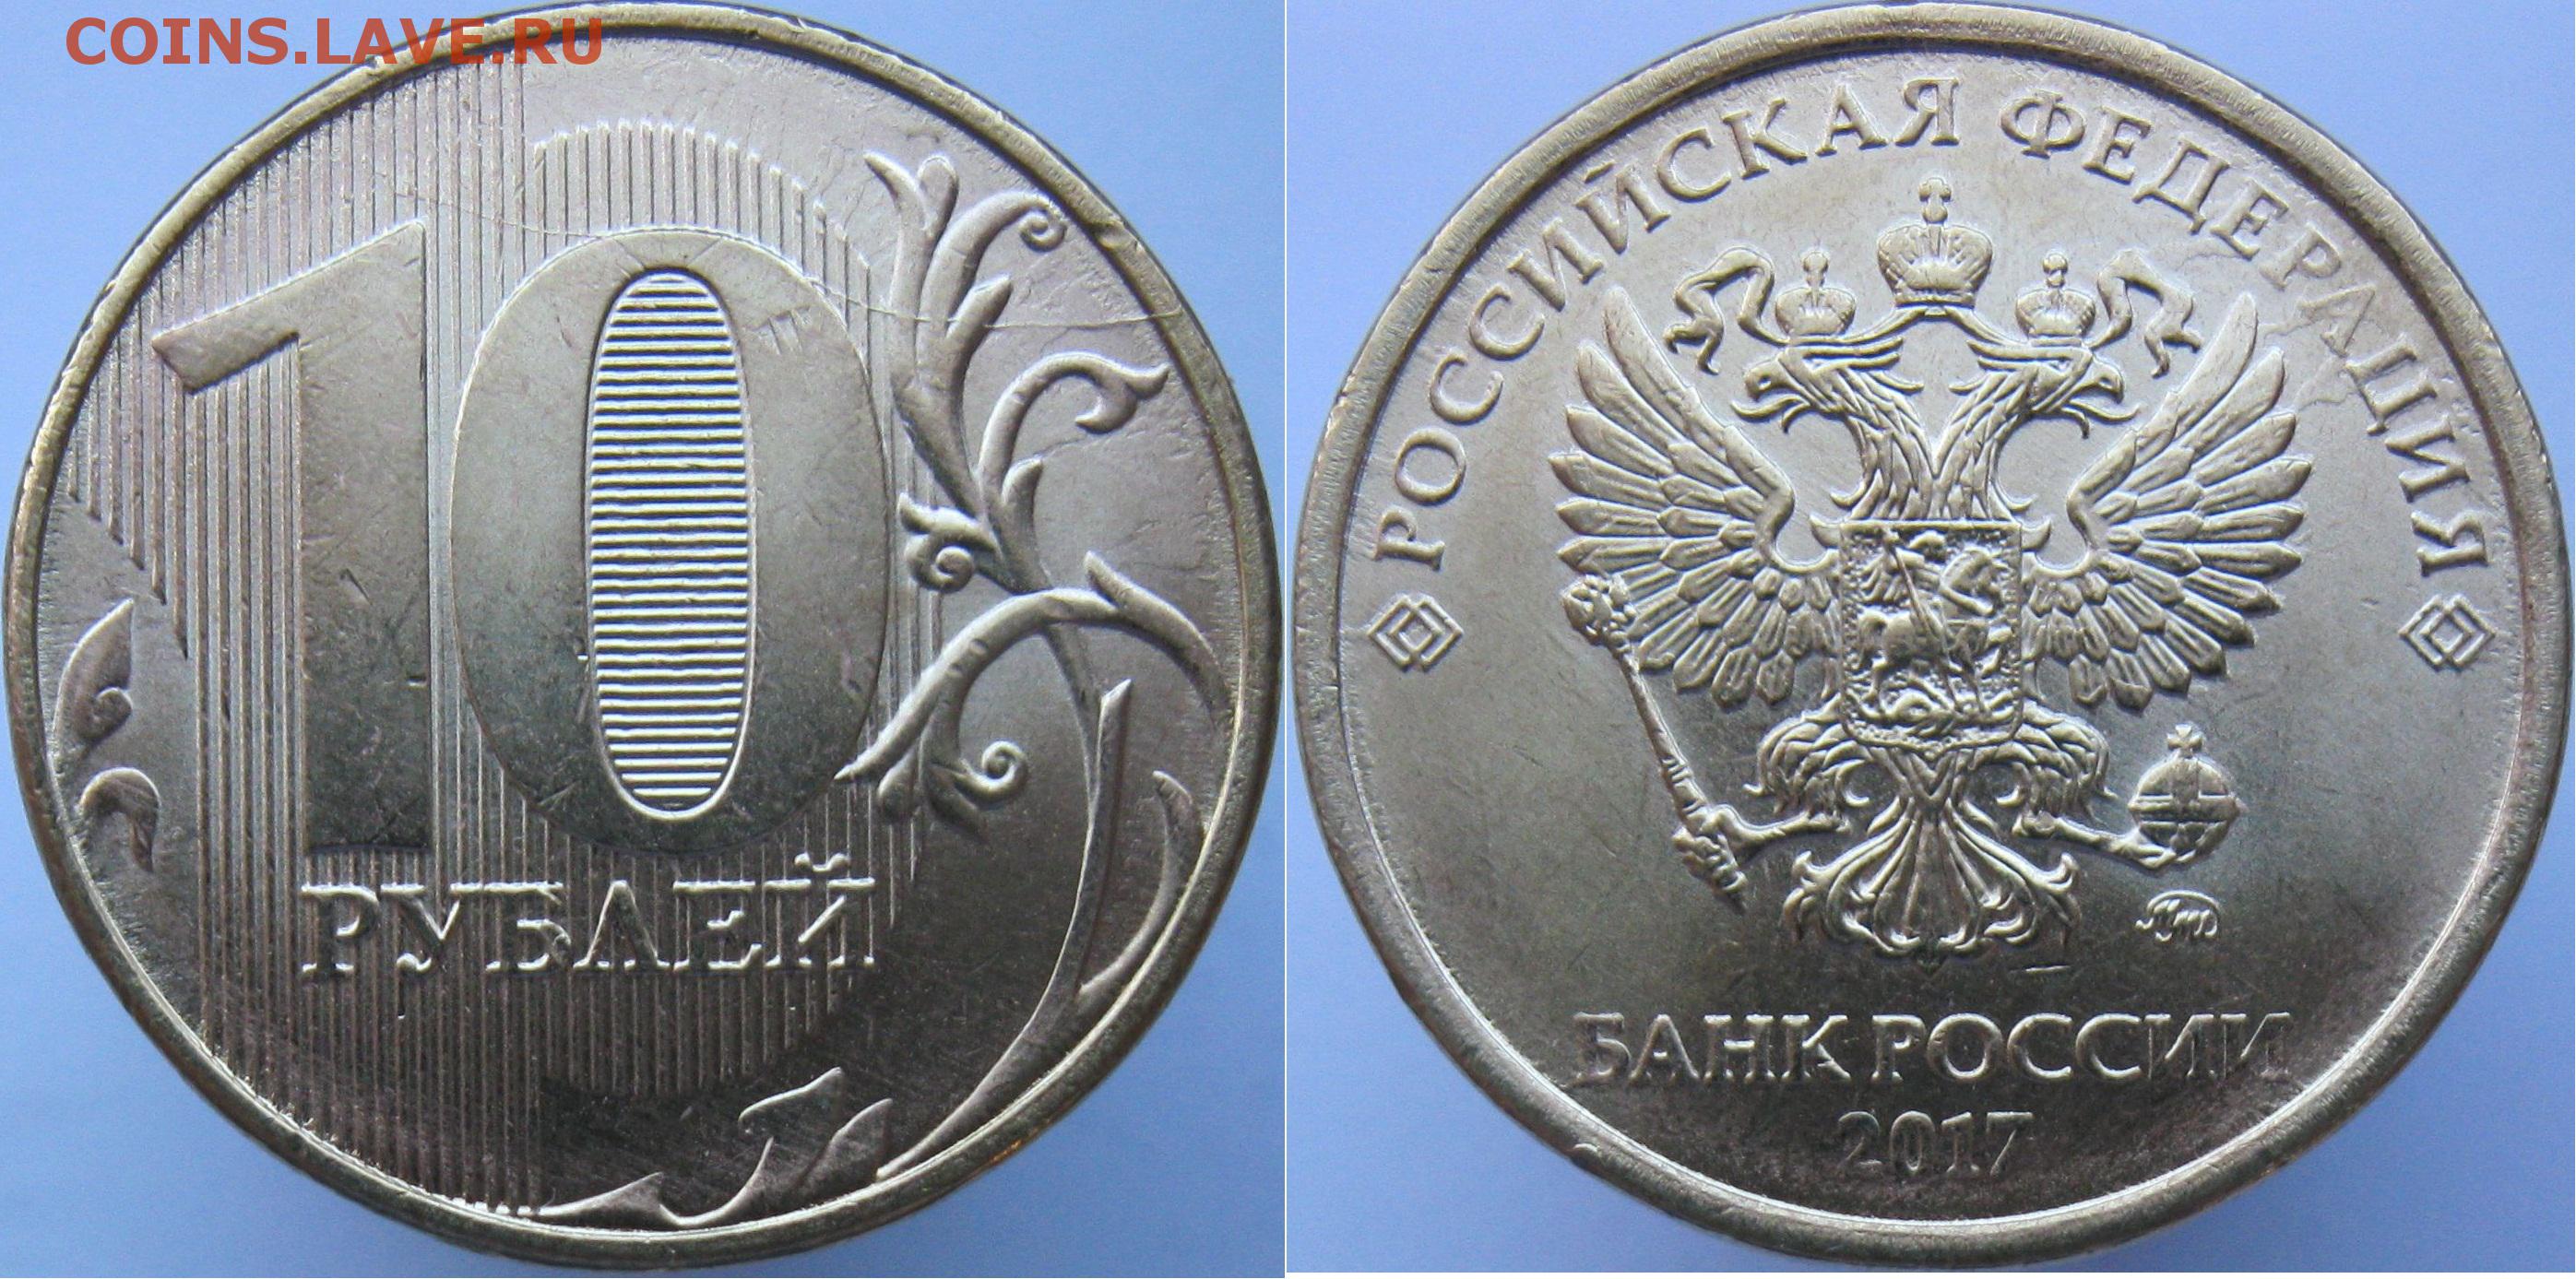 COINS.LAVE.RU
10
РУБЛЕЙ
РОССИЙСКАЯ ФЕДЕРАЦИЯ
ММД
БАНК РОССИИ
2017